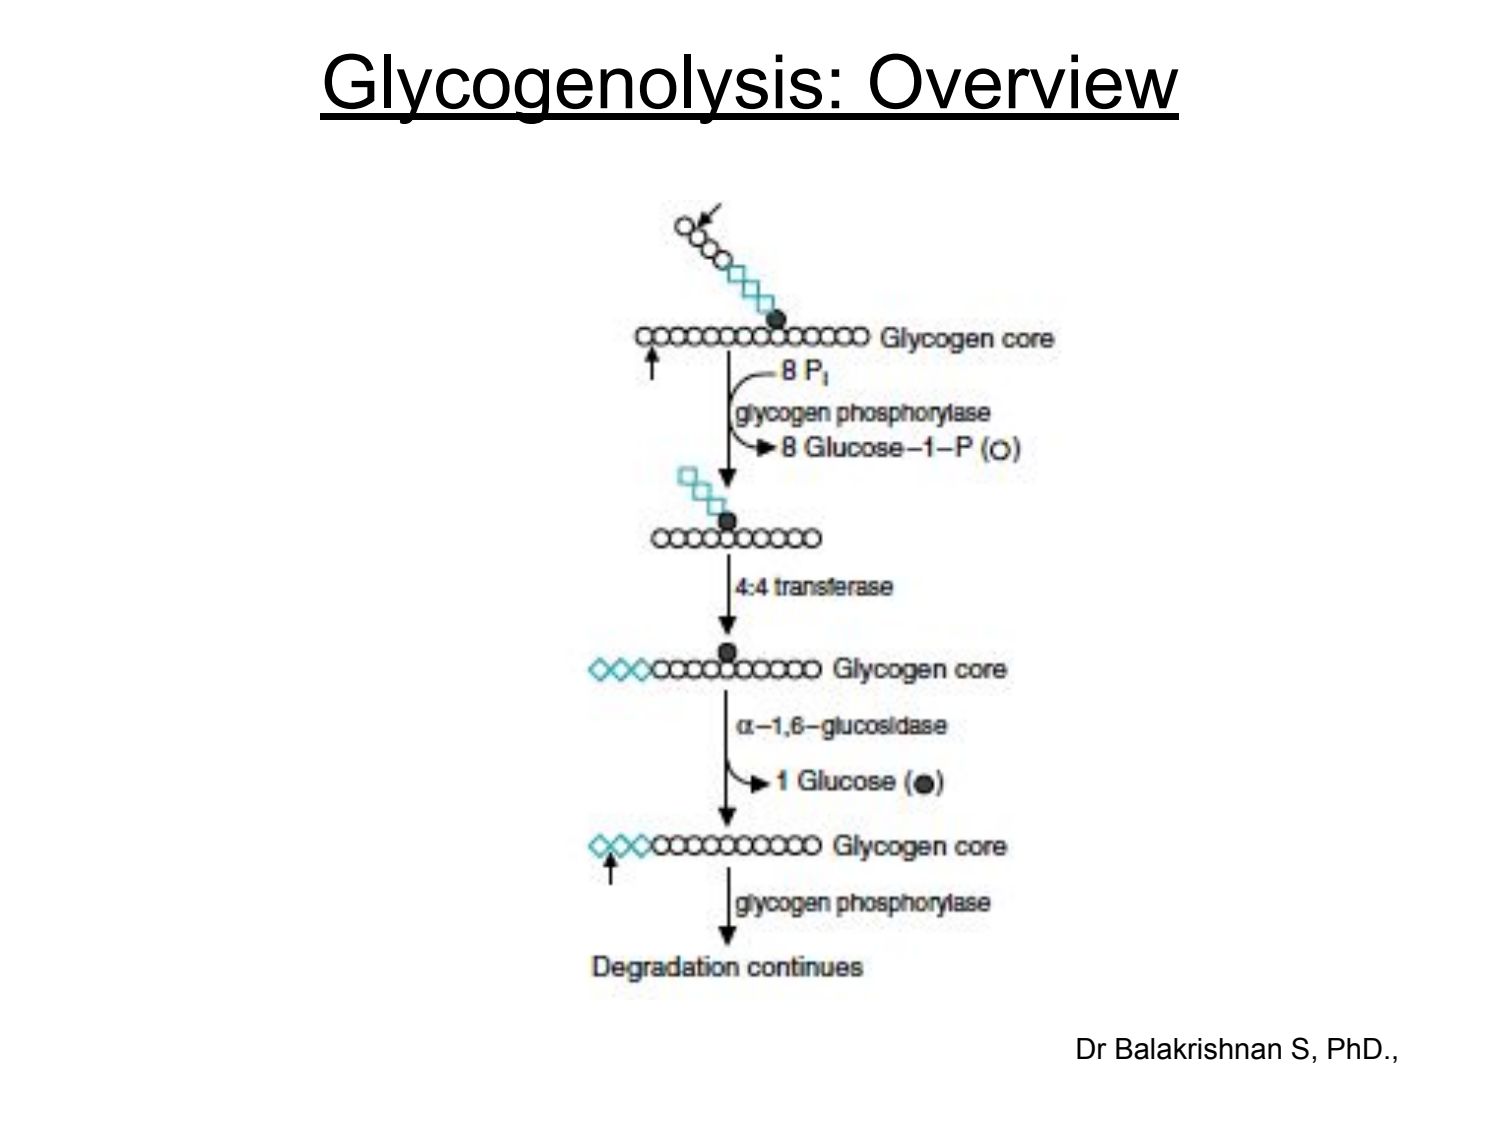 Glycogenolysis: Overview
Glycogen core
8 Pi
glycogen phosphorylase
8 Glucose–1–P ( )
4:4 transferase
Glycogen core
α–1,6–glucosidase
1 Glucose ( )
Glycogen core
glycogen phosphorylase
Degradation continues
Dr Balakrishnan S, PhD.,